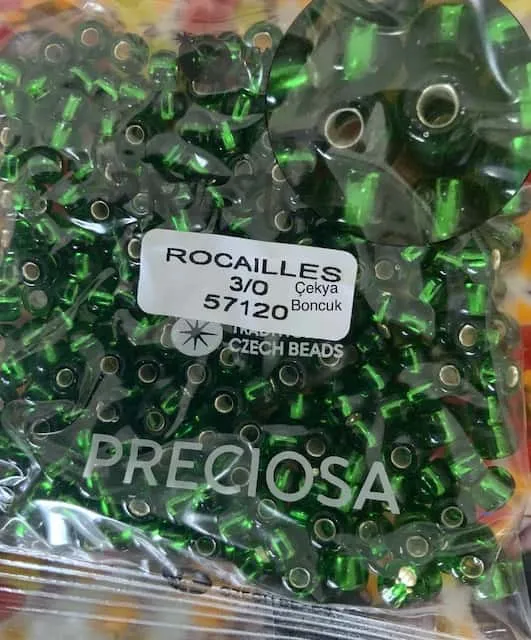 ROCAILLES
3/0 Çekya
57120 Boncuk
CZECH BEADS
PRECIOSA